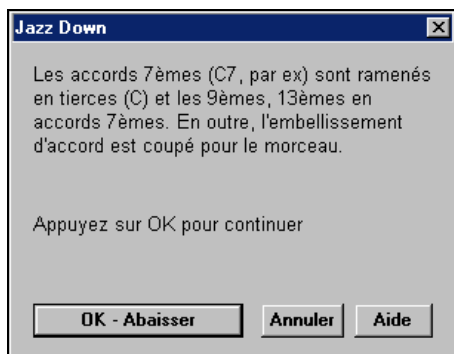 Jazz Down
Les accords 7èmes (C7, par ex) sont ramenés
en tierces (C) et les 9èmes, 13èmes en
accords 7èmes. En outre, l'embellissement
d'accord est coupé pour le morceau.
Appuyez sur OK pour continuer
OK - Abaisser Annuler Aide